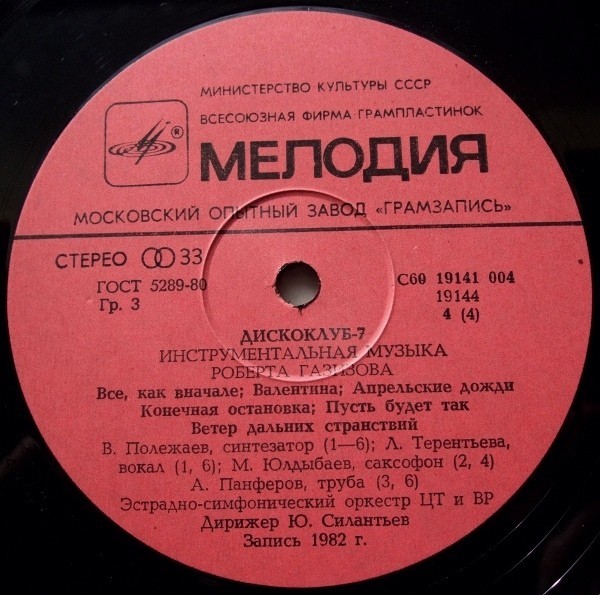 МИНИСТЕРСТВО КУЛЬТУРЫ СССР
ВСЕСОЮЗНАЯ ФИРМА ГРАМПЛАСТИНОК
®
МЕЛОДИЯ
МОСКОВСКИЙ ОПЫТНЫЙ ЗАВОД «ГРАМЗАПИСЬ»
СТЕРЕО 33
ГОСТ 5289-80
Гр. 3
С60 19141 004
19144
4 (4)
ДИСКОКЛУБ-7
ИНСТРУМЕНТАЛЬНАЯ МУЗЫКА
РОБЕРТА ГАЗИЗОВА
Все, как вначале; Валентина; Апрельские дожди
Конечная остановка; Пусть будет так
Ветер дальних странствий
В. Полежаев, синтезатор (1—6); Л. Терентьева,
вокал (1, 6); М. Юлдыбаев, саксофон (2, 4)
А. Панферов, труба (3, 6)
Эстрадно-симфонический оркестр ЦТ и ВР
Дирижер Ю. Силантьев
Запись 1982 г.